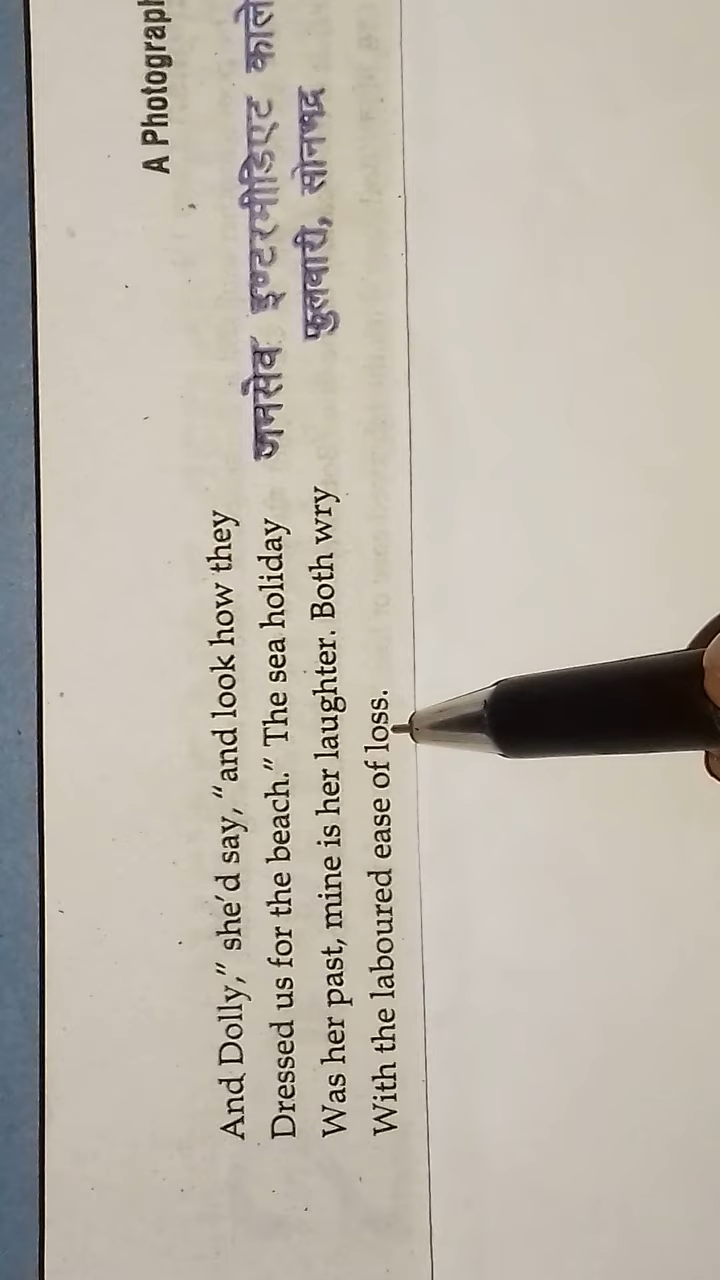 A Photograph
जनसेवा इण्टरमीडिएट काले
फुलवारी, सोनभद्र
And Dolly," she'd say, "and look how they
Dressed us for the beach." The sea holiday
Was her past, mine is her laughter. Both wry
With the laboured ease of loss.